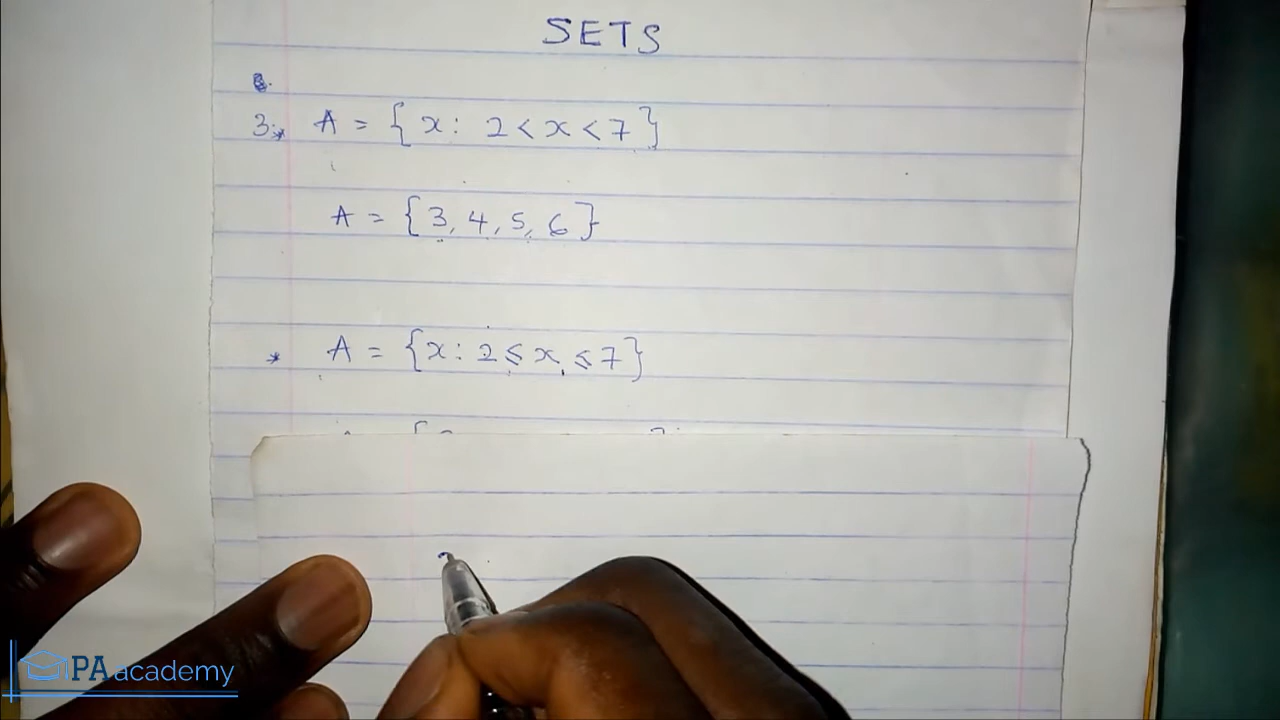 SETS
3. * A = { x : 2 < x < 7 }
A = { 3, 4, 5, 6 }
* A = { x : 2 ≤ x ≤ 7 }
PA academy